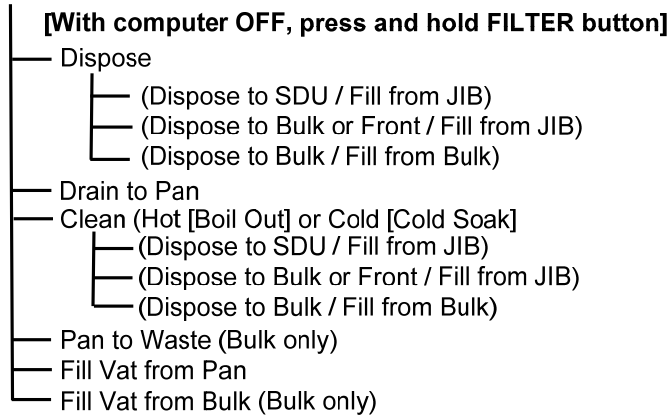 [With computer OFF, press and hold FILTER button]
Dispose
(Dispose to SDU / Fill from JIB)
(Dispose to Bulk or Front / Fill from JIB)
(Dispose to Bulk / Fill from Bulk)
Drain to Pan
Clean (Hot [Boil Out] or Cold [Cold Soak]
(Dispose to SDU / Fill from JIB)
(Dispose to Bulk or Front / Fill from JIB)
(Dispose to Bulk / Fill from Bulk)
Pan to Waste (Bulk only)
Fill Vat from Pan
Fill Vat from Bulk (Bulk only)